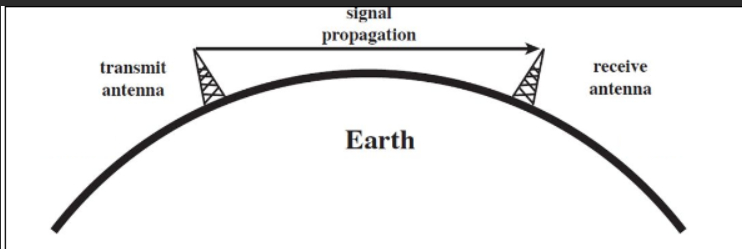 signal
propagation
transmit
antenna
receive
antenna
Earth